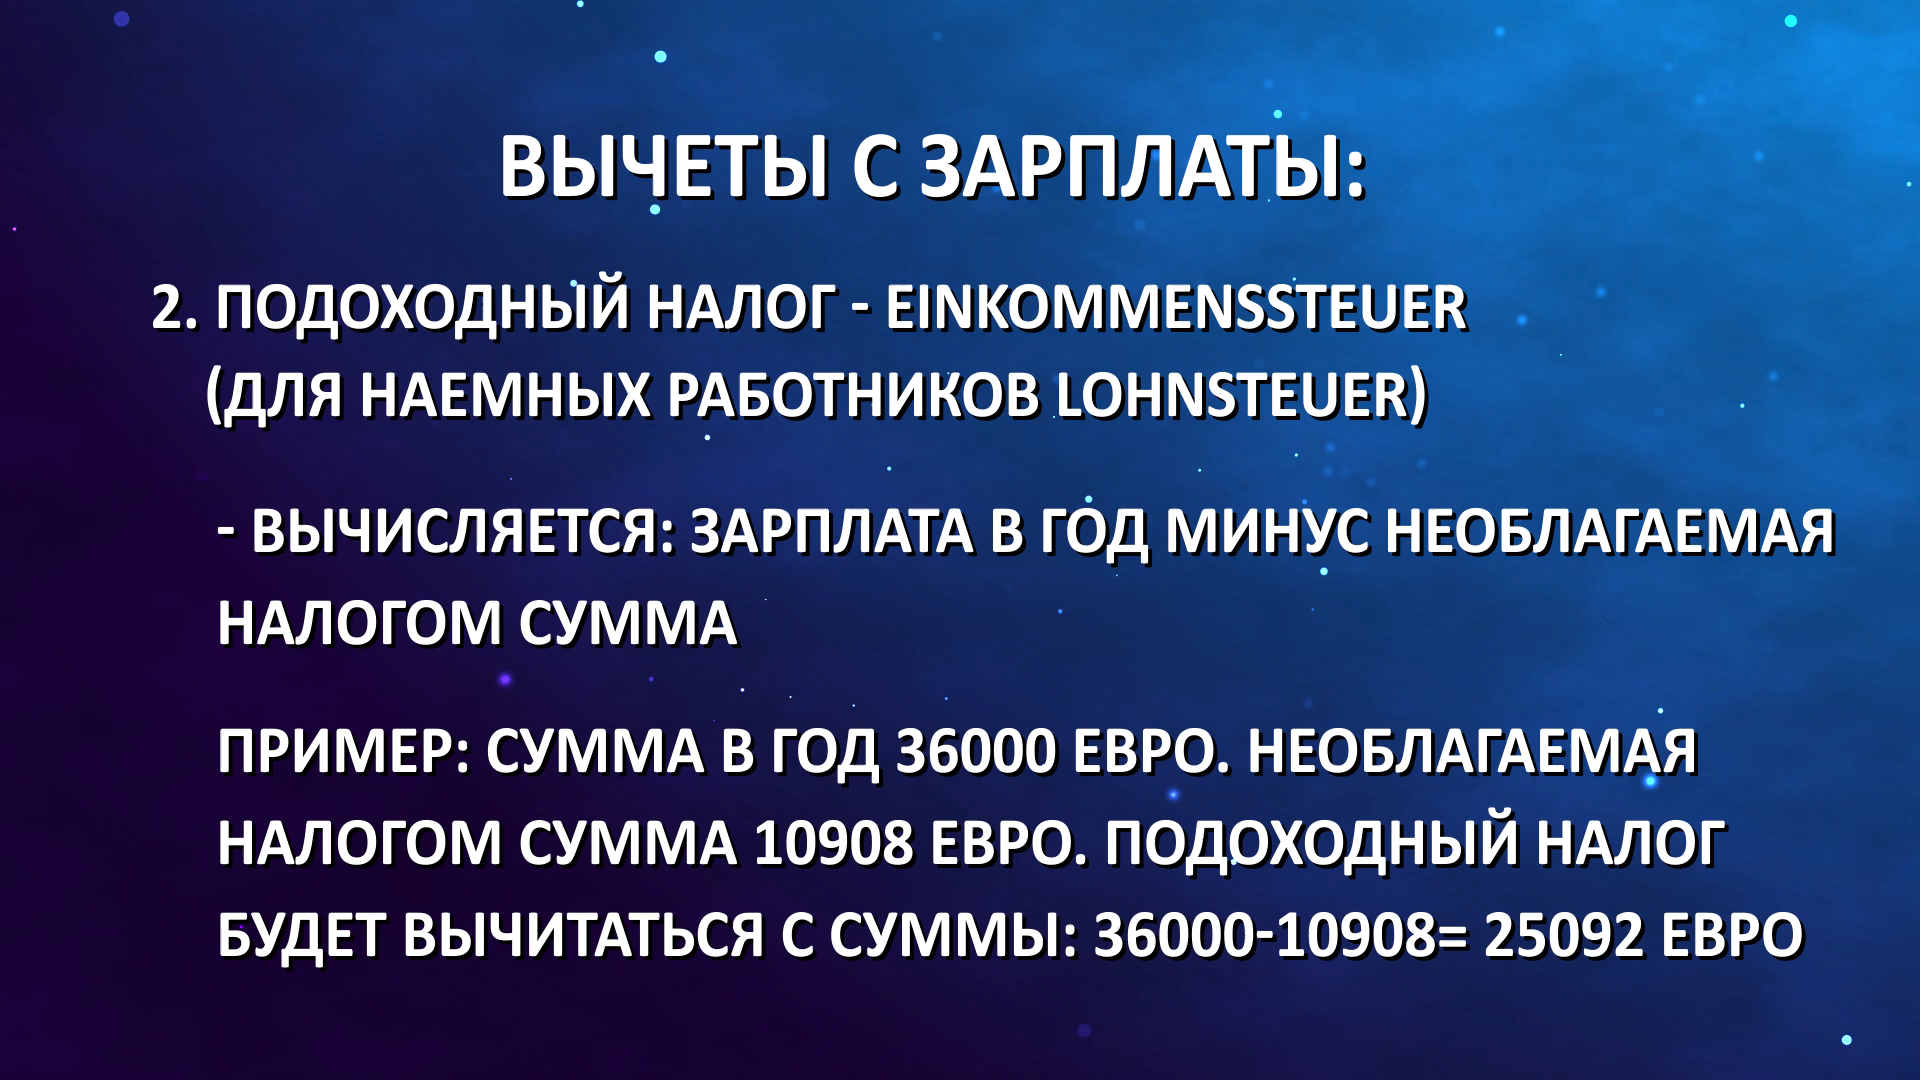 ВЫЧЕТЫ С ЗАРПЛАТЫ:
2. ПОДОХОДНЫЙ НАЛОГ - EINKOMMENSSTEUER
(ДЛЯ НАЕМНЫХ РАБОТНИКОВ LOHNSTEUER)
- ВЫЧИСЛЯЕТСЯ: ЗАРПЛАТА В ГОД МИНУС НЕОБЛАГАЕМАЯ
НАЛОГОМ СУММА
ПРИМЕР: СУММА В ГОД 36000 ЕВРО. НЕОБЛАГАЕМАЯ
НАЛОГОМ СУММА 10908 ЕВРО. ПОДОХОДНЫЙ НАЛОГ
БУДЕТ ВЫЧИТАТЬСЯ С СУММЫ: 36000-10908= 25092 ЕВРО